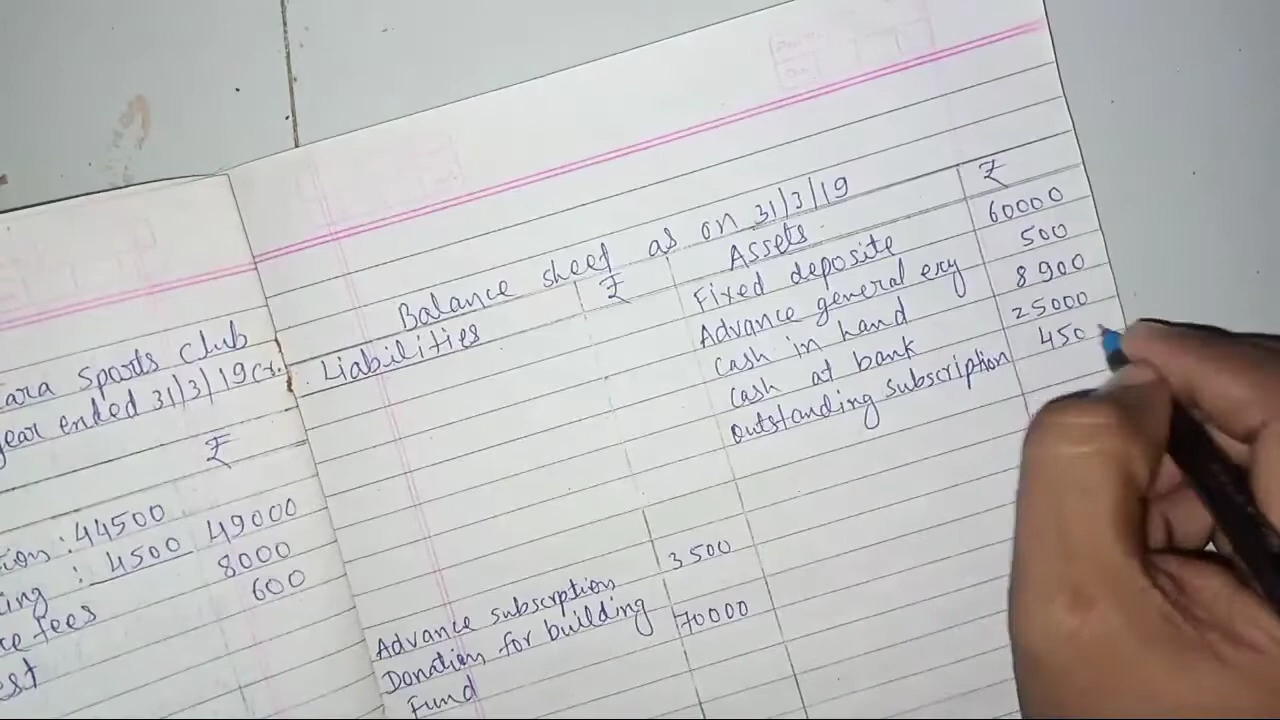 ara Sports Club
year ended 31/3/19 Cr.
₹
ion : 44500
ing : 4500 49000
ce fees 8000
est 600
Balance sheet as on 31/3/19
Liabilities ₹ Assets ₹
Fixed deposite 60000
Advance general exp 500
Cash in hand 8900
Cash at bank 25000
Outstanding subscription 450
Advance subscrption 3500
Donation for building 70000
Fund